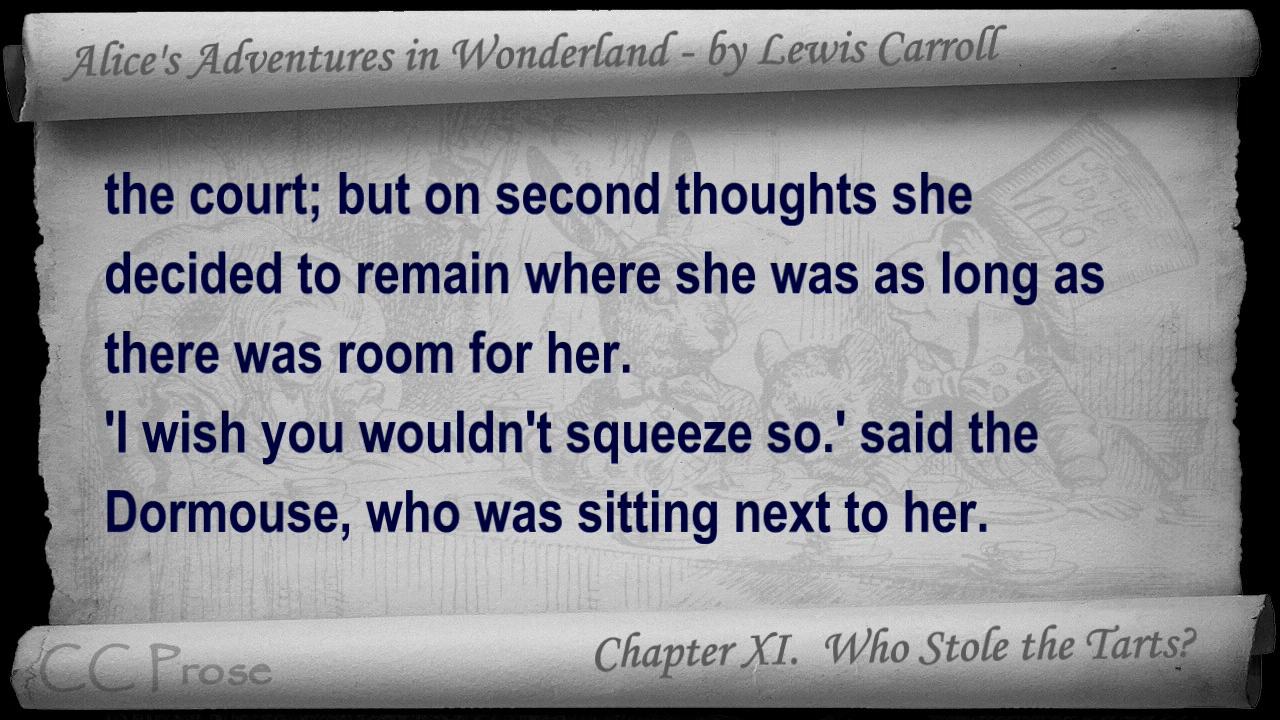 Alice's Adventures in Wonderland - by Lewis Carroll
the court; but on second thoughts she
decided to remain where she was as long as
there was room for her.
'I wish you wouldn't squeeze so.' said the
Dormouse, who was sitting next to her.
CC Prose
Chapter XI. Who Stole the Tarts?